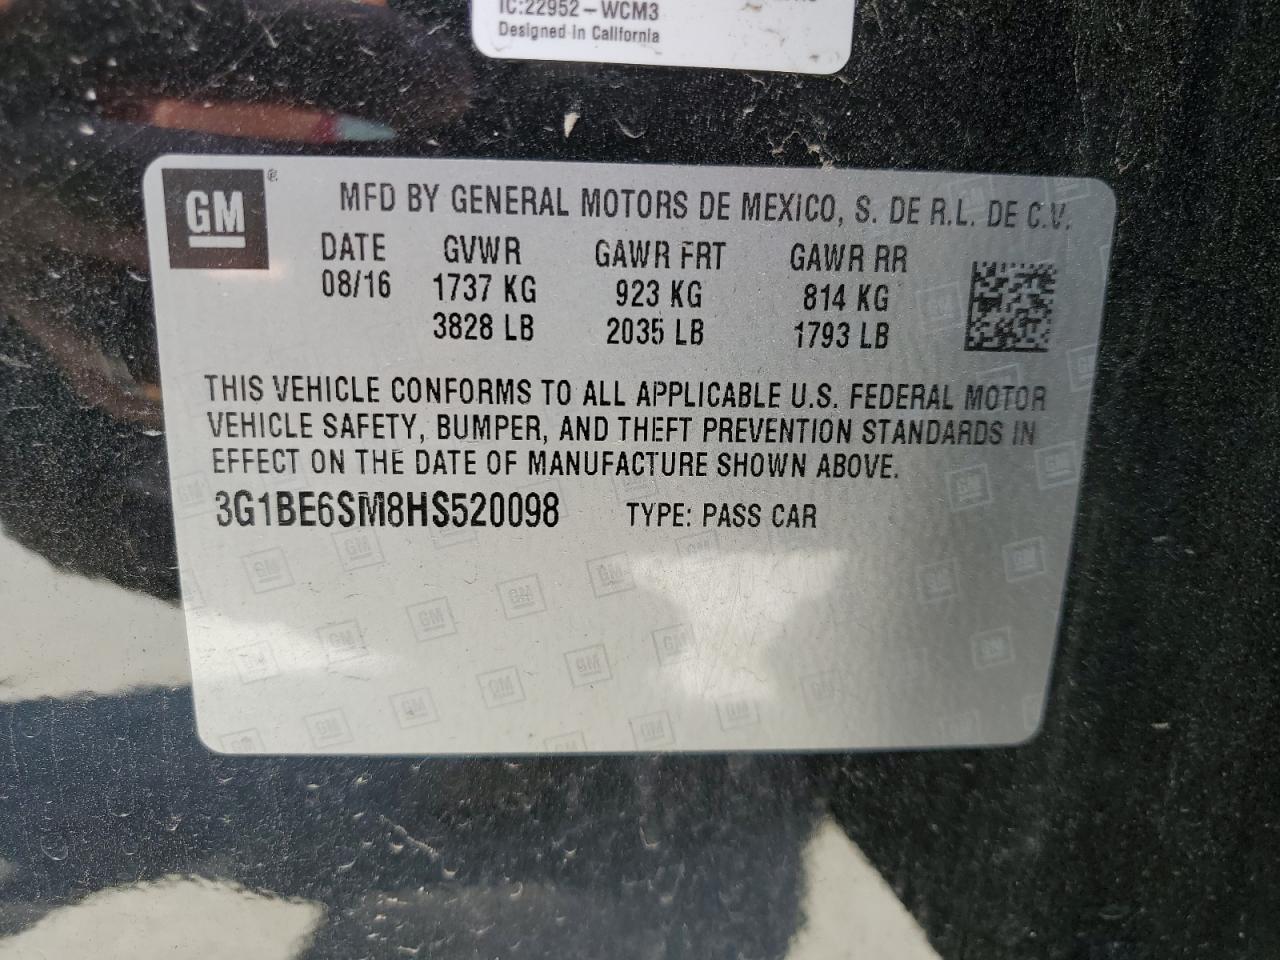 IC:22952-WCM3
Designed in California
GM ®
MFD BY GENERAL MOTORS DE MEXICO, S. DE R.L. DE C.V.
DATE GVWR GAWR FRT GAWR RR
08/16 1737 KG 923 KG 814 KG
3828 LB 2035 LB 1793 LB
THIS VEHICLE CONFORMS TO ALL APPLICABLE U.S. FEDERAL MOTOR
VEHICLE SAFETY, BUMPER, AND THEFT PREVENTION STANDARDS IN
EFFECT ON THE DATE OF MANUFACTURE SHOWN ABOVE.
3G1BE6SM8HS520098 TYPE: PASS CAR